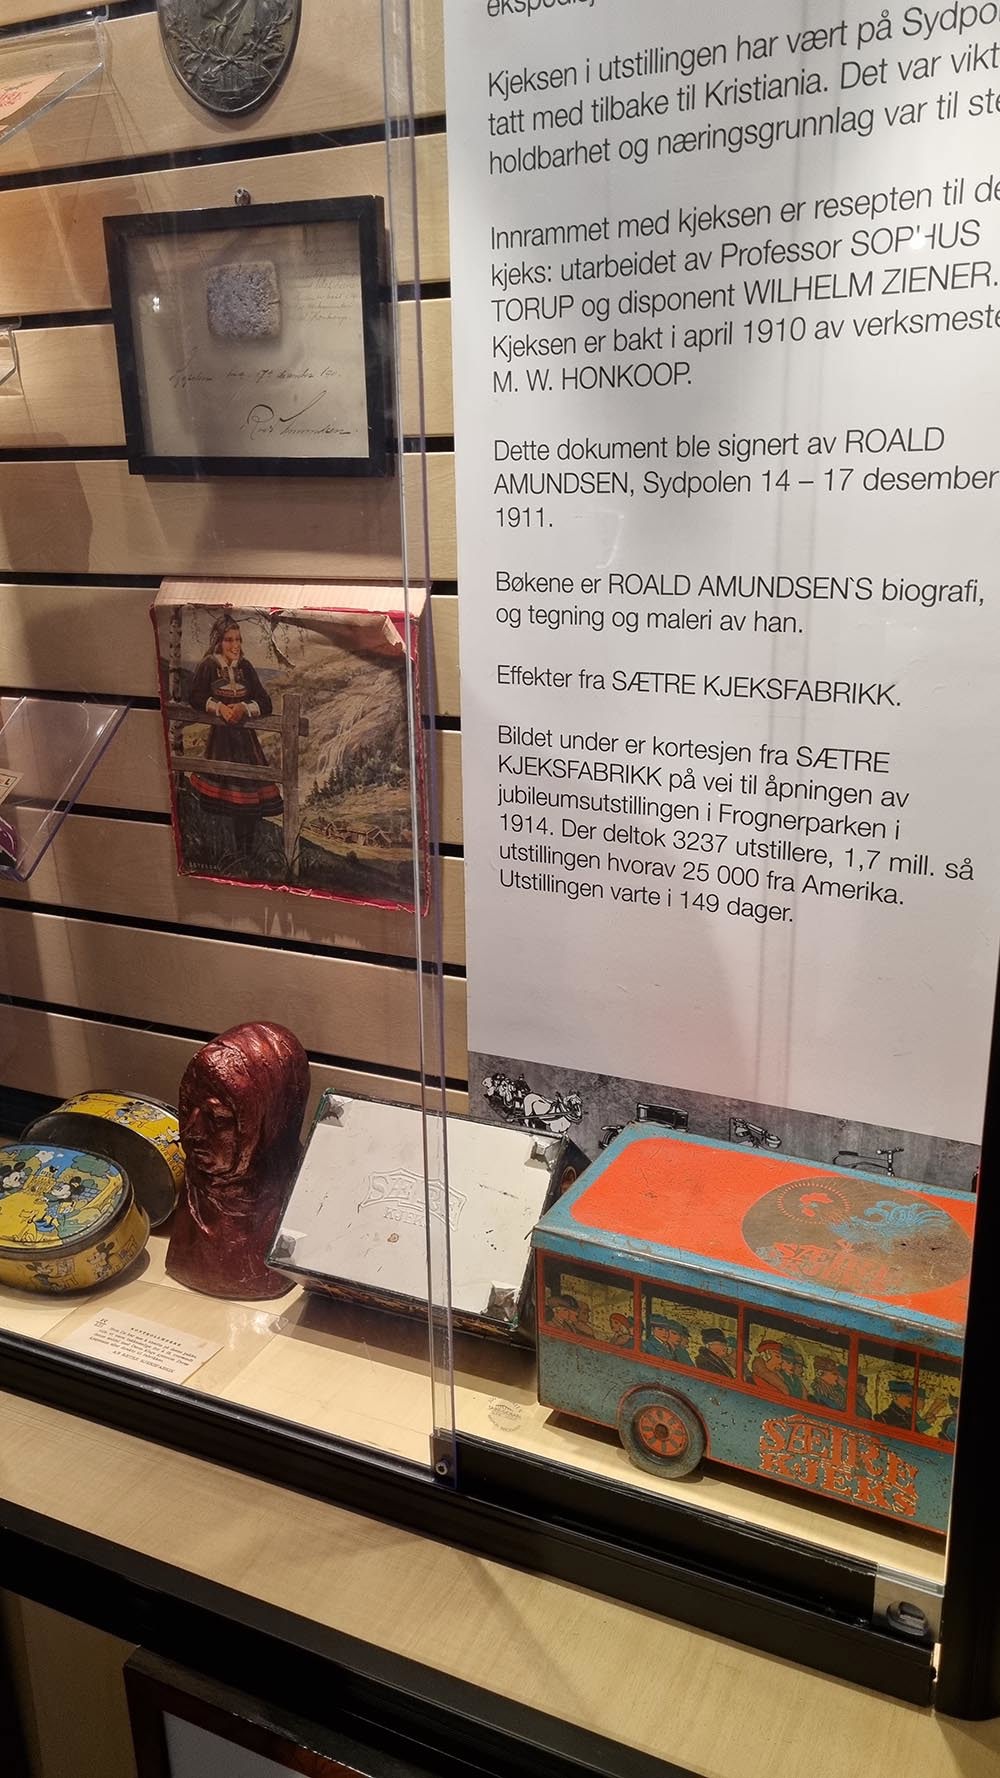 Kjeksen i utstillingen har vært på Sydpo
tatt med tilbake til Kristiania. Det var vikt
holdbarhet og næringsgrunnlag var til ste
Innrammet med kjeksen er resepten til de
kjeks: utarbeidet av Professor SOPHUS
TORUP og disponent WILHELM ZIENER.
Kjeksen er bakt i april 1910 av verksmeste
M. W. HONKOOP.
Dette dokument ble signert av ROALD
AMUNDSEN, Sydpolen 14 – 17 desember
1911.
Bøkene er ROALD AMUNDSEN`S biografi,
og tegning og maleri av han.
Effekter fra SÆTRE KJEKSFABRIKK.
Bildet under er kortesjen fra SÆTRE
KJEKSFABRIKK på vei til åpningen av
jubileumsutstillingen i Frognerparken i
1914. Der deltok 3237 utstillere, 1,7 mill. så
utstillingen hvorav 25 000 fra Amerika.
Utstillingen varte i 149 dager.
SÆTRE
KJEKS
KONTROLLMERKE
SÆTRE
KJEKS